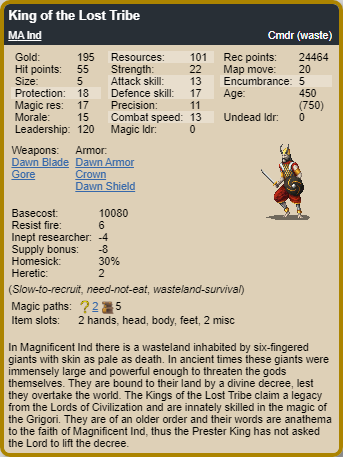 King of the Lost Tribe
MA Ind Cmdr (waste)
Gold: 195 Resources: 101 Rec points: 24464
Hit points: 55 Strength: 22 Map move: 20
Size: 5 Attack skill: 13 Encumbrance: 5
Protection: 18 Defence skill: 17 Age: 450
Magic res: 17 Precision: 11 (750)
Morale: 15 Combat speed: 13 Undead ldr: 0
Leadership: 120 Magic ldr: 0
Weapons: Armor:
Dawn Blade Dawn Armor
Gore Crown
Dawn Shield
Basecost: 10080
Resist fire: 6
Inept researcher: -4
Supply bonus: -8
Homesick: 30%
Heretic: 2
(Slow-to-recruit, need-not-eat, wasteland-survival)
Magic paths: ? 2 5
Item slots: 2 hands, head, body, feet, 2 misc
In Magnificent Ind there is a wasteland inhabited by six-fingered
giants with skin as pale as death. In ancient times these giants were
immensely large and powerful enough to threaten the gods
themselves. They are bound to their land by a divine decree, lest
they overtake the world. The Kings of the Lost Tribe claim a legacy
from the Lords of Civilization and are innately skilled in the magic of
the Grigori. They are of an older order and their words are anathema
to the faith of Magnificent Ind, thus the Prester King has not asked
the Lord to lift the decree.